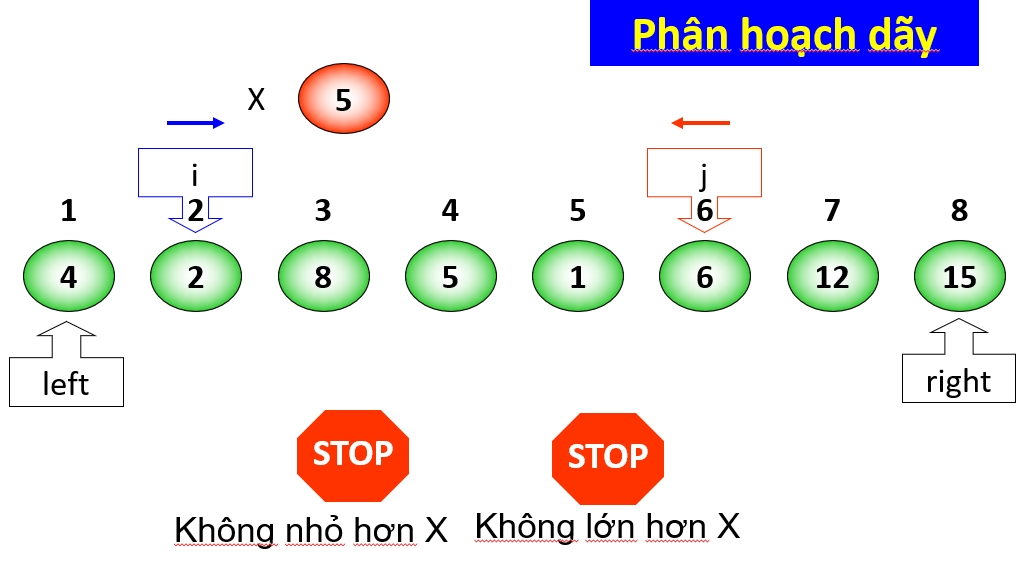 Phân hoạch dãy
X 5
i j
1 2 3 4 5 6 7 8
4 2 8 5 1 6 12 15
left right
STOP STOP
Không nhỏ hơn X Không lớn hơn X